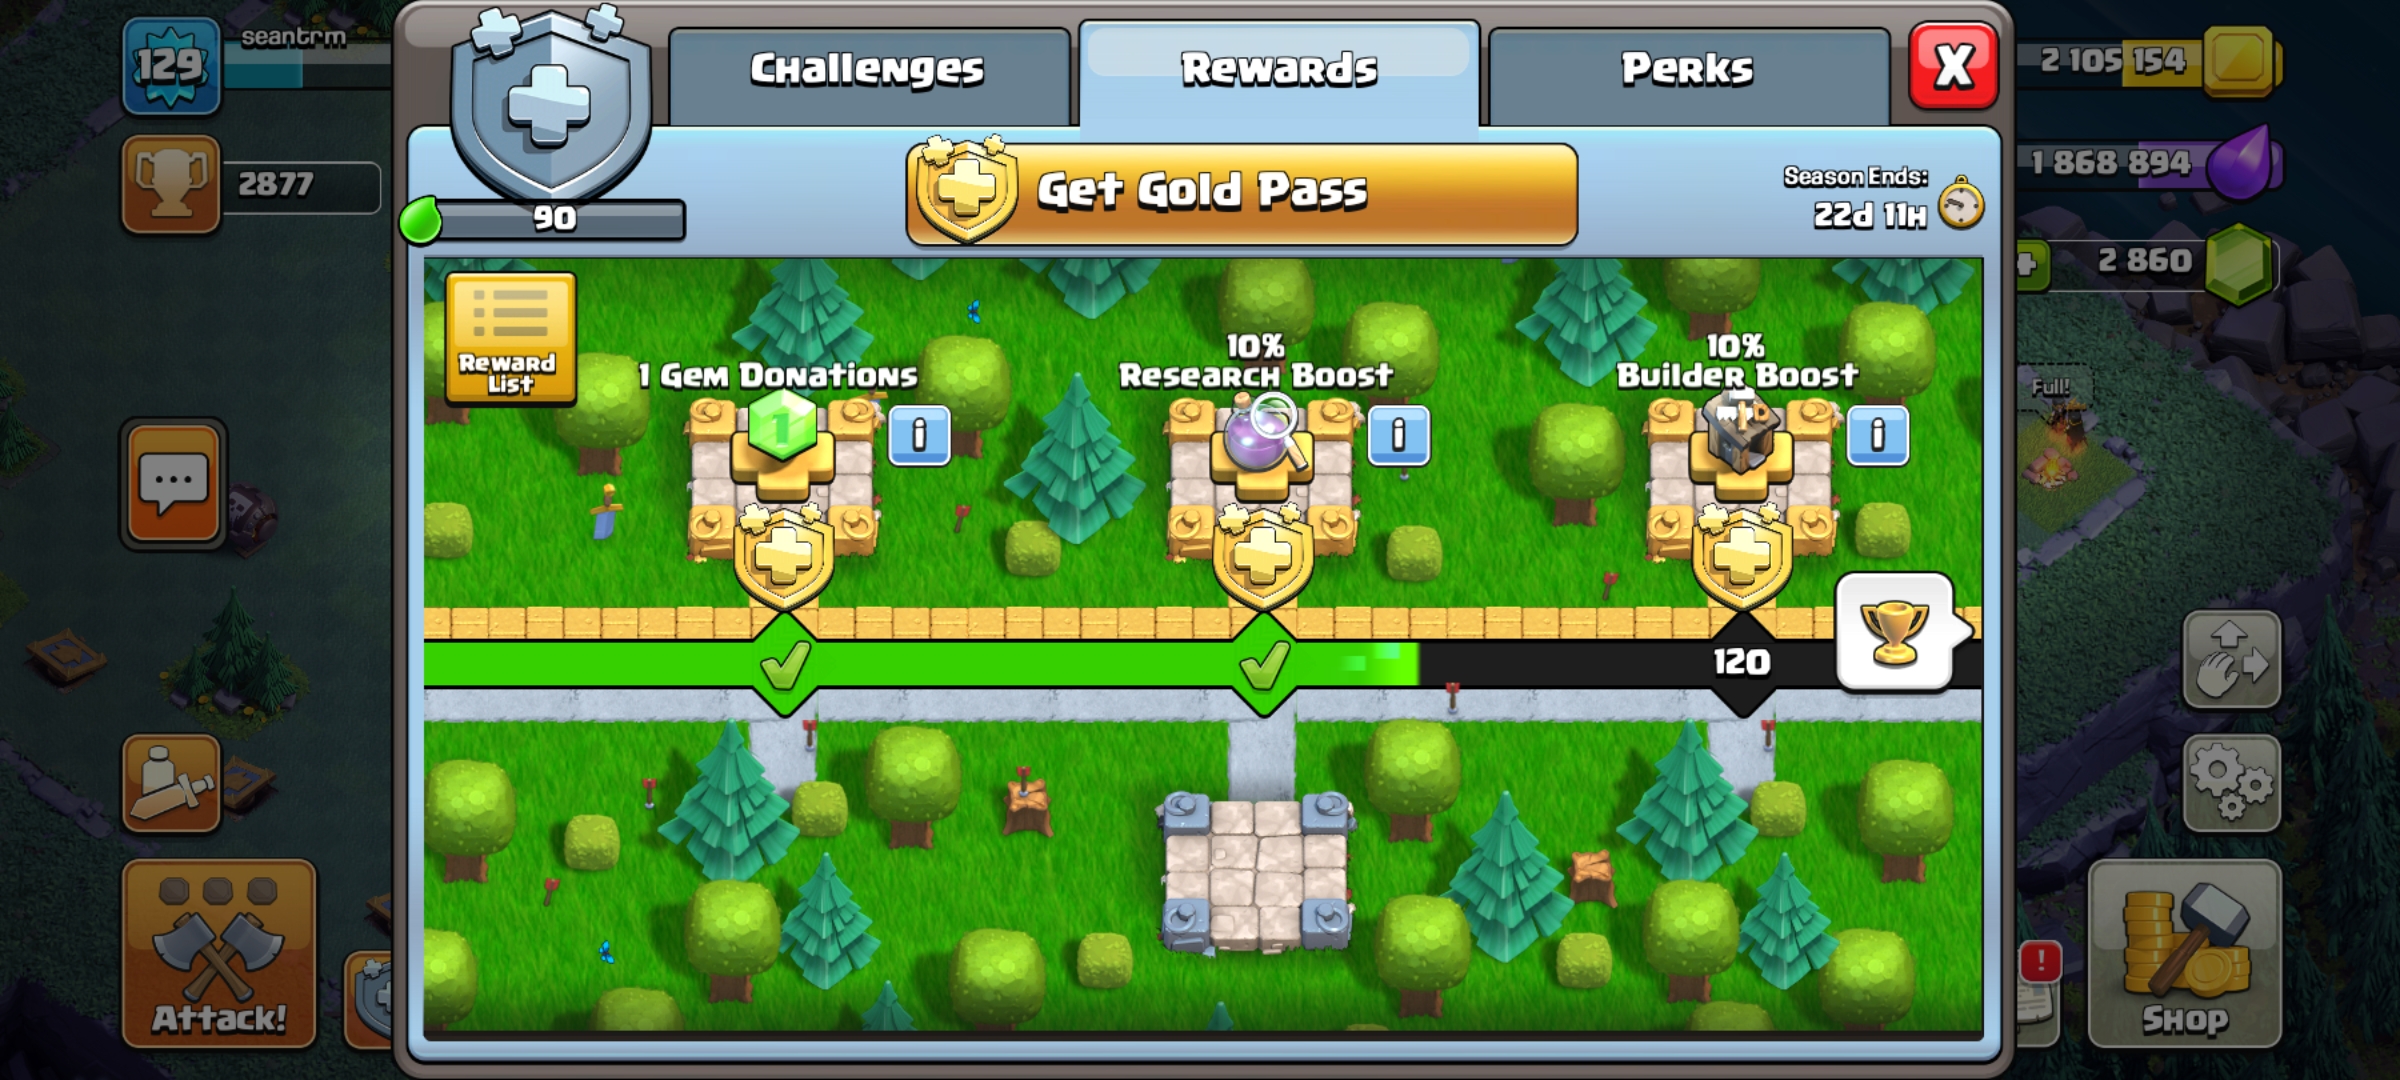 129
seantrm
Challenges
Rewards
Perks
X
2 105 154
2877
Get Gold Pass
Season Ends:
22d 11H
1 868 894
90
2 860
Reward
List
1 Gem Donations
10%
Research Boost
10%
Builder Boost
Full!
1
i
i
i
120
Attack!
!
Shop